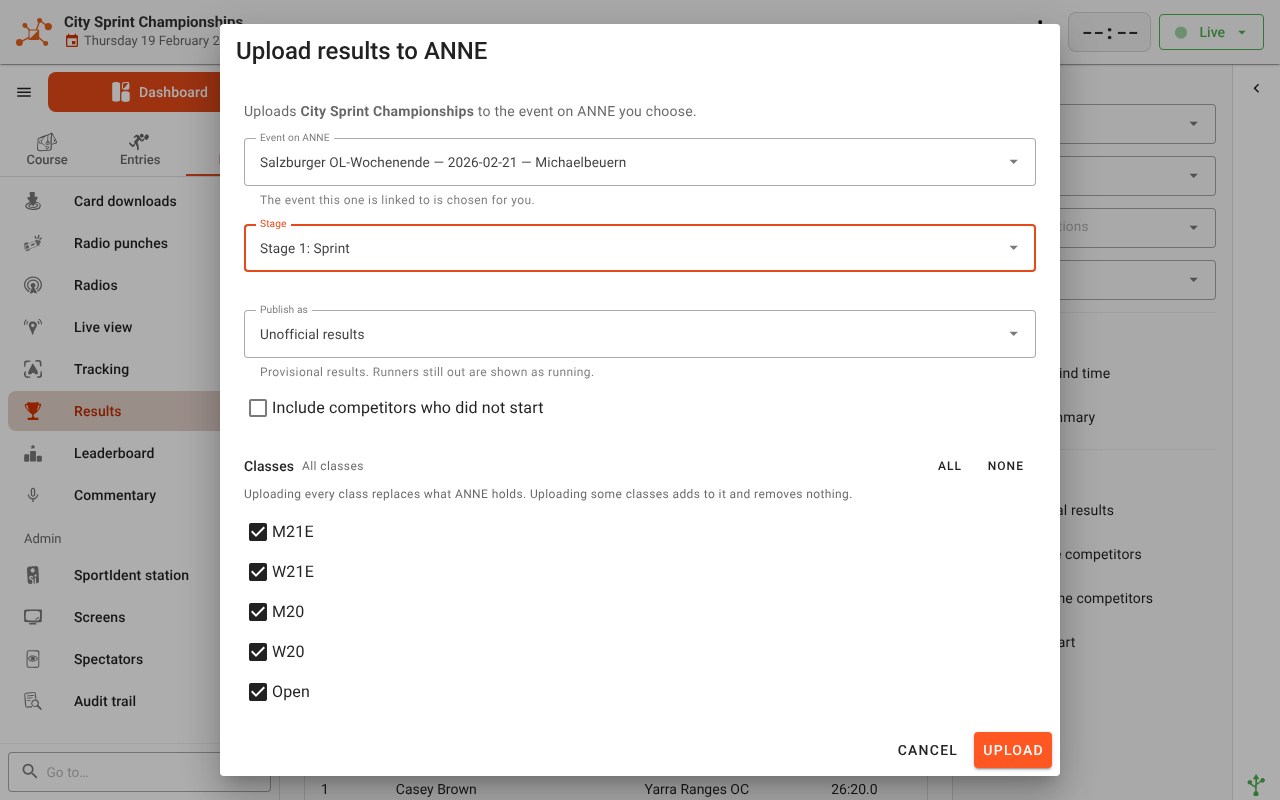 City Sprint Championships
Thursday 19 February 2
--:--
Live
Dashboard
Course
Entries
Card downloads
Radio punches
Radios
Live view
Tracking
Results
Leaderboard
Commentary
Admin
SportIdent station
Screens
Spectators
Audit trail
Go to...
Upload results to ANNE
Uploads City Sprint Championships to the event on ANNE you choose.
Event on ANNE
Salzburger OL-Wochenende — 2026-02-21 — Michaelbeuern
The event this one is linked to is chosen for you.
Stage
Stage 1: Sprint
Publish as
Unofficial results
Provisional results. Runners still out are shown as running.
Include competitors who did not start
Classes All classes
ALL NONE
Uploading every class replaces what ANNE holds. Uploading some classes adds to it and removes nothing.
M21E
W21E
M20
W20
Open
CANCEL UPLOAD
tions
ind time
mary
al results
competitors
ne competitors
art
1 Casey Brown Yarra Ranges OC 26:20.0